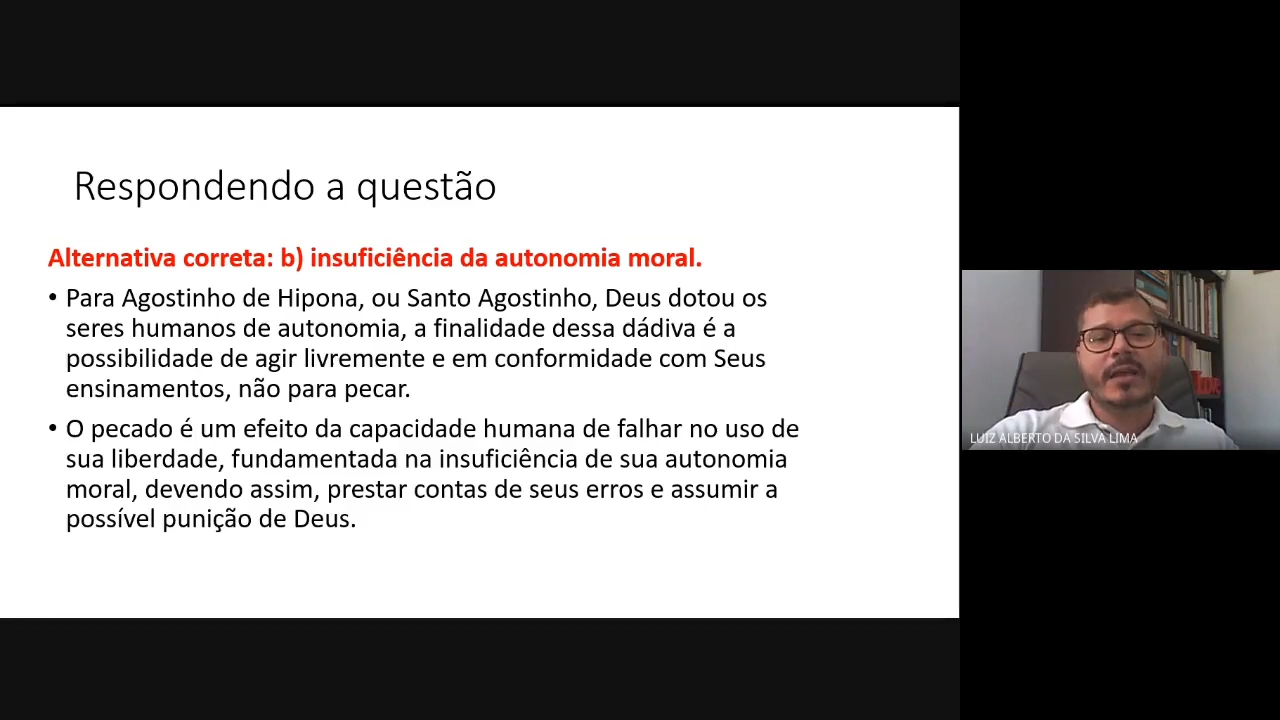 Respondendo a questão
Alternativa correta: b) insuficiência da autonomia moral.
• Para Agostinho de Hipona, ou Santo Agostinho, Deus dotou os
seres humanos de autonomia, a finalidade dessa dádiva é a
possibilidade de agir livremente e em conformidade com Seus
ensinamentos, não para pecar.
• O pecado é um efeito da capacidade humana de falhar no uso de
sua liberdade, fundamentada na insuficiência de sua autonomia
moral, devendo assim, prestar contas de seus erros e assumir a
possível punição de Deus.
LUIZ ALBERTO DA SILVA LIMA